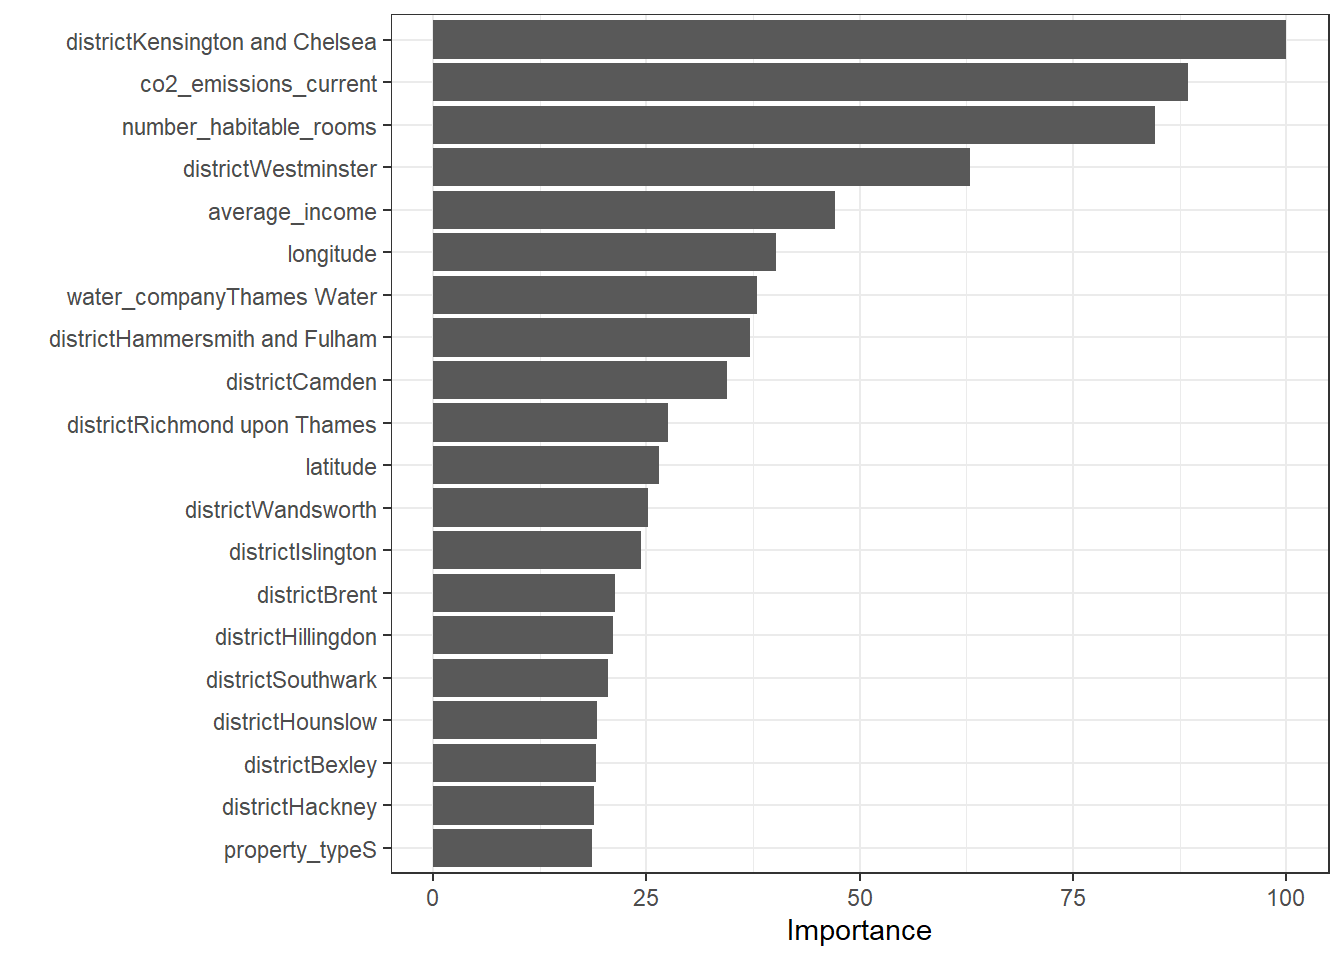 districtKensington and Chelsea
co2_emissions_current
number_habitable_rooms
districtWestminster
average_income
longitude
water_companyThames Water
districtHammersmith and Fulham
districtCamden
districtRichmond upon Thames
latitude
districtWandsworth
districtIslington
districtBrent
districtHillingdon
districtSouthwark
districtHounslow
districtBexley
districtHackney
property_typeS
0 25 50 75 100
Importance